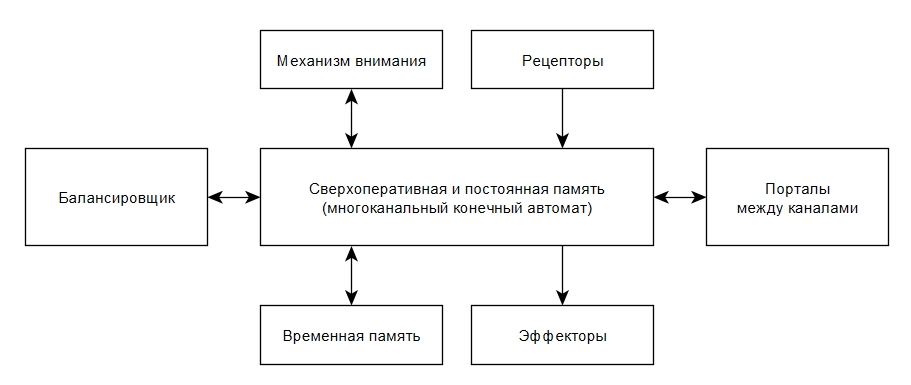 Механизм внимания
Рецепторы
Балансировщик
Сверхоперативная и постоянная память
(многоканальный конечный автомат)
Порталы
между каналами
Временная память
Эффекторы